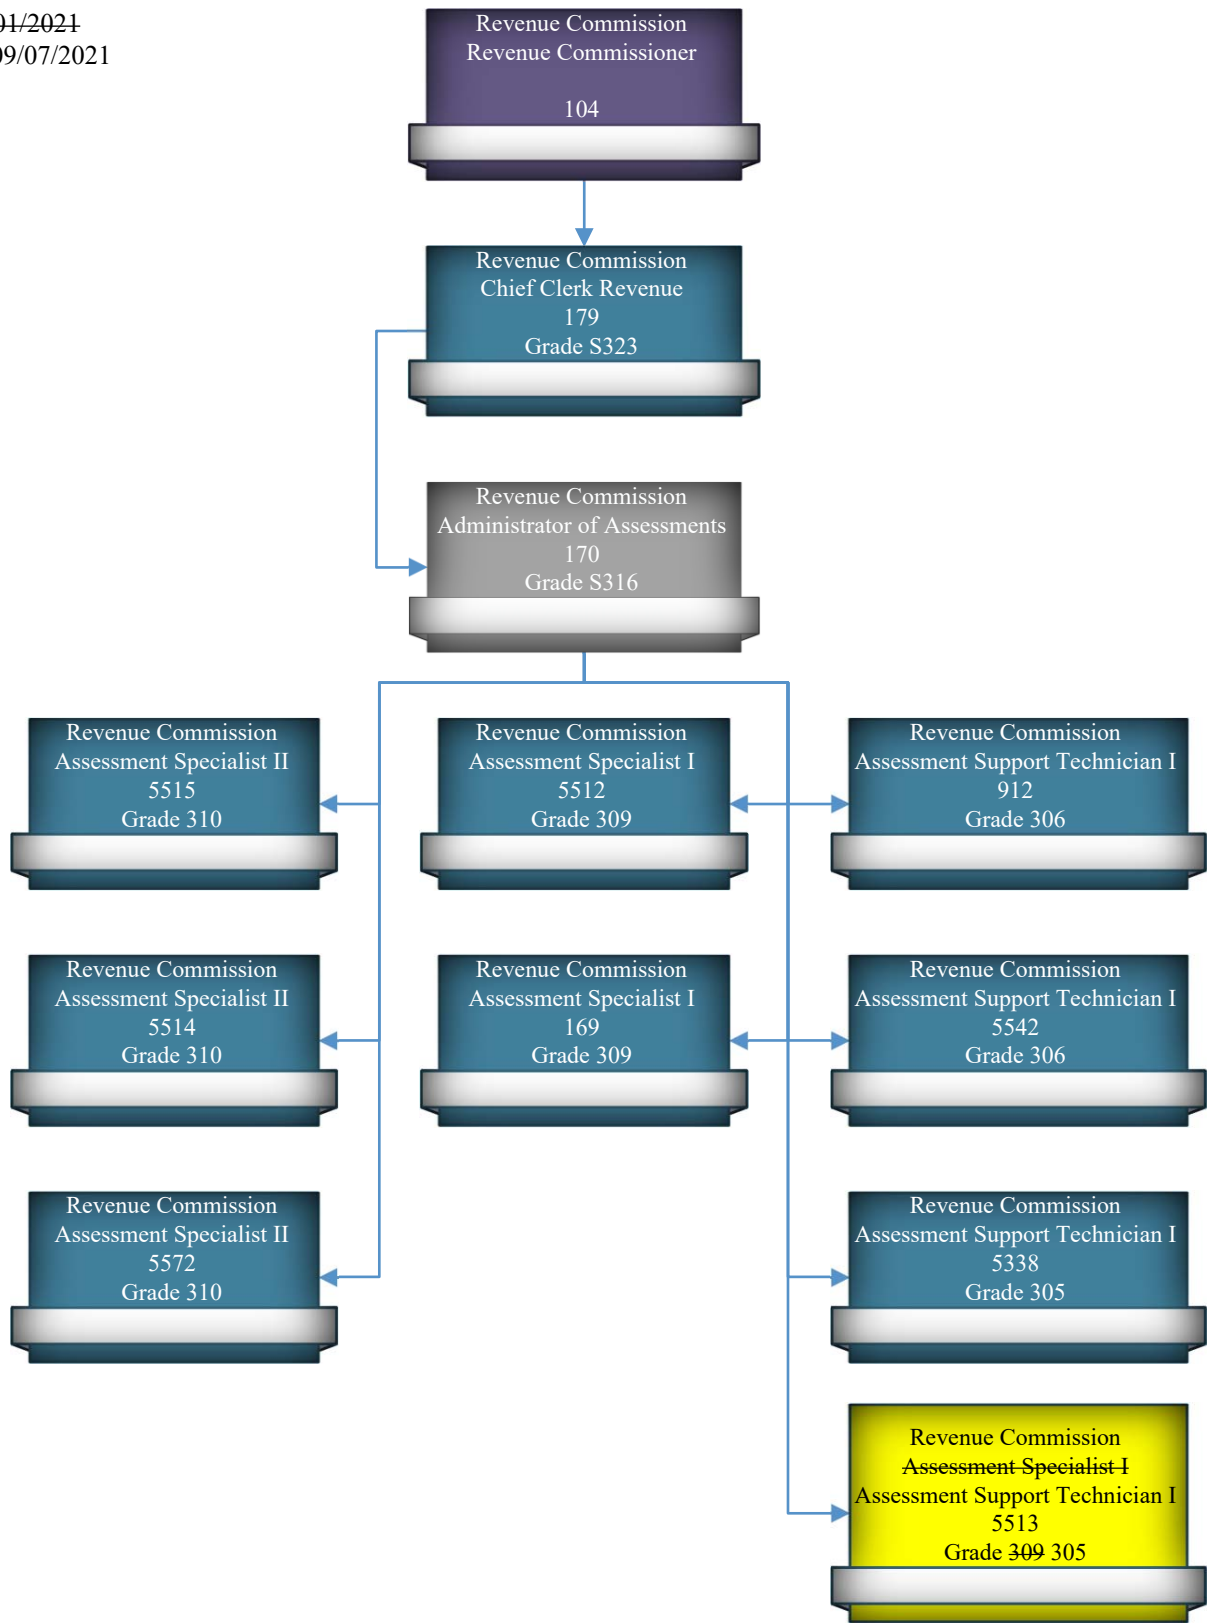 01/2021
09/07/2021
Revenue Commission
Revenue Commissioner
104
Revenue Commission
Chief Clerk Revenue
179
Grade S323
Revenue Commission
Administrator of Assessments
170
Grade S316
Revenue Commission
Assessment Specialist II
5515
Grade 310
Revenue Commission
Assessment Specialist I
5512
Grade 309
Revenue Commission
Assessment Support Technician I
912
Grade 306
Revenue Commission
Assessment Specialist II
5514
Grade 310
Revenue Commission
Assessment Specialist I
169
Grade 309
Revenue Commission
Assessment Support Technician I
5542
Grade 306
Revenue Commission
Assessment Specialist II
5572
Grade 310
Revenue Commission
Assessment Support Technician I
5338
Grade 305
Revenue Commission
Assessment Specialist I
Assessment Support Technician I
5513
Grade 309 305